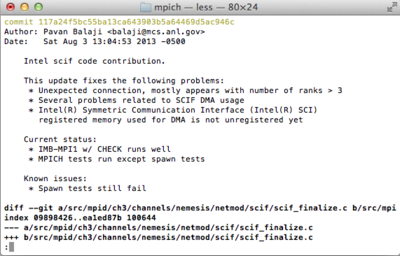 mpich — less — 80×24
commit 117a24f5bc55ba13ca643903b5a64469d5ac946c
Author: Pavan Balaji <balaji@mcs.anl.gov>
Date:   Sat Aug 3 13:04:53 2013 -0500
Intel scif code contribution.
This update fixes the following problems:
* Unexpected connection, mostly appears with number of ranks > 3
* Several problems related to SCIF DMA usage
* Intel(R) Symmetric Communication Interface (Intel(R) SCI)
registered memory used for DMA is not unregistered yet
Current status:
* IMB-MPI1 w/ CHECK runs well
* MPICH tests run except spawn tests
Known issues:
* Spawn tests still fail
diff --git a/src/mpid/ch3/channels/nemesis/netmod/scif/scif_finalize.c b/src/mpi
index 09898426..ea1ed87b 100644
--- a/src/mpid/ch3/channels/nemesis/netmod/scif/scif_finalize.c
+++ b/src/mpid/ch3/channels/nemesis/netmod/scif/scif_finalize.c
: